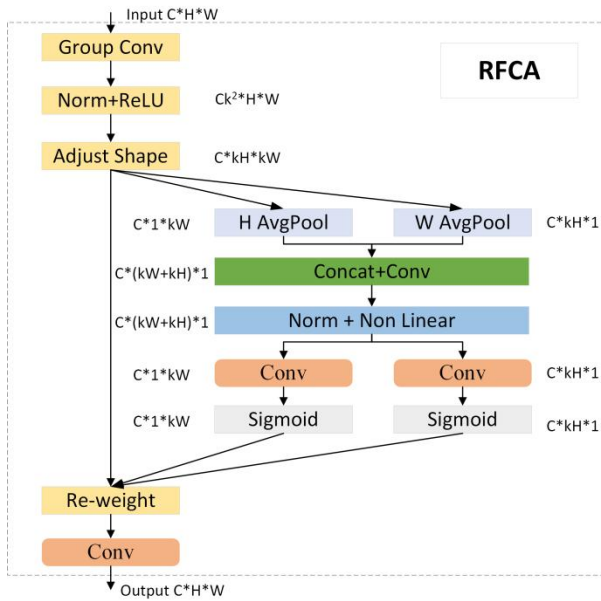 Input C*H*W
Group Conv
RFCA
Norm+ReLU
Ck²*H*W
Adjust Shape
C*kH*kW
C*1*kW
H AvgPool
W AvgPool
C*kH*1
C*(kW+kH)*1
Concat+Conv
C*(kW+kH)*1
Norm + Non Linear
C*1*kW
Conv
Conv
C*kH*1
C*1*kW
Sigmoid
Sigmoid
C*kH*1
Re-weight
Conv
Output C*H*W